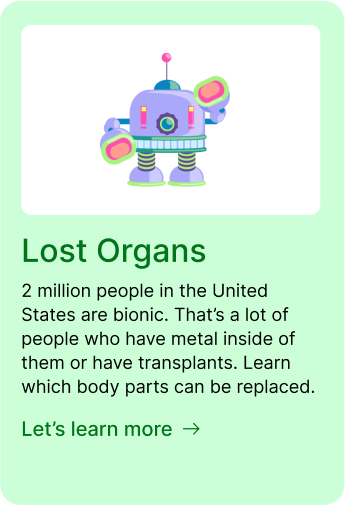 Lost Organs
2 million people in the United
States are bionic. That’s a lot of
people who have metal inside of
them or have transplants. Learn
which body parts can be replaced.
Let’s learn more →